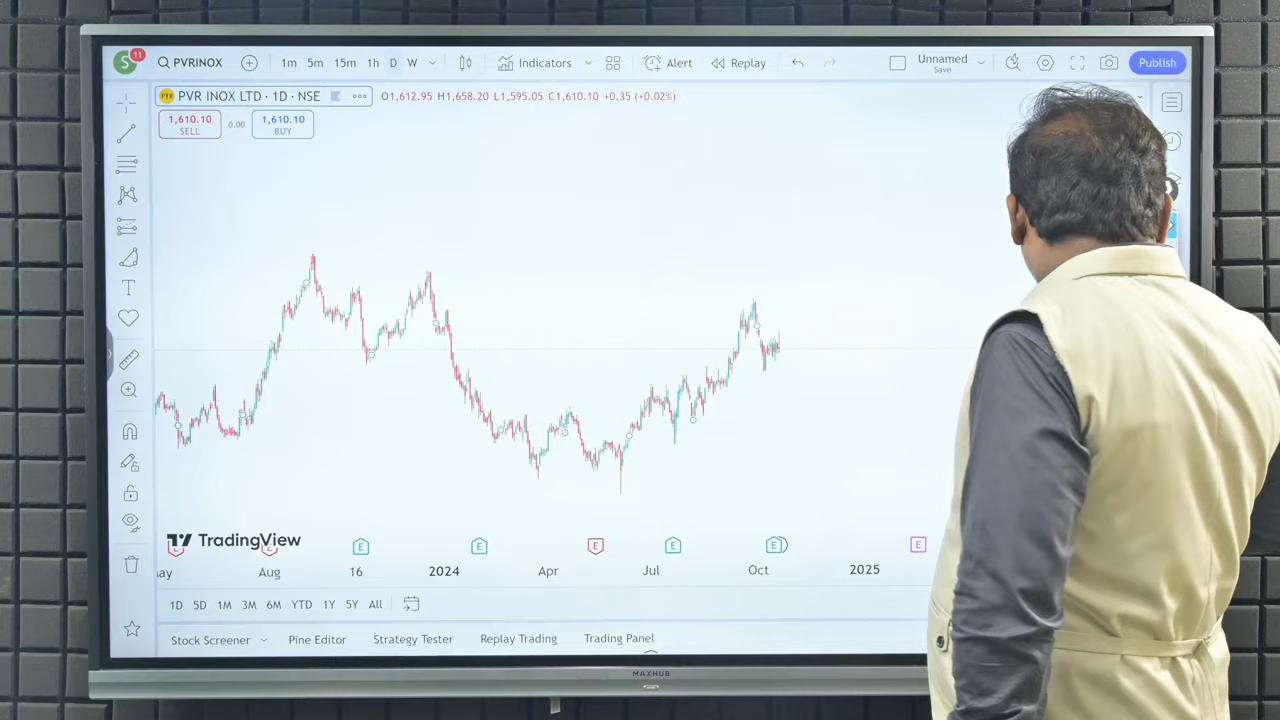 S 11 PVRINOX 1m 5m 15m 1h D W Indicators Alert Replay Unnamed Save Publish
PVR PVR INOX LTD · 1D · NSE O1,612.95 H1,658.20 L1,595.05 C1,610.10 +0.35 (+0.02%)
1,610.10 SELL 0.00 1,610.10 BUY
TradingView
E E E E E E
ay Aug 16 2024 Apr Jul Oct 2025
1D 5D 1M 3M 6M YTD 1Y 5Y All
Stock Screener Pine Editor Strategy Tester Replay Trading Trading Panel
MAXHUB